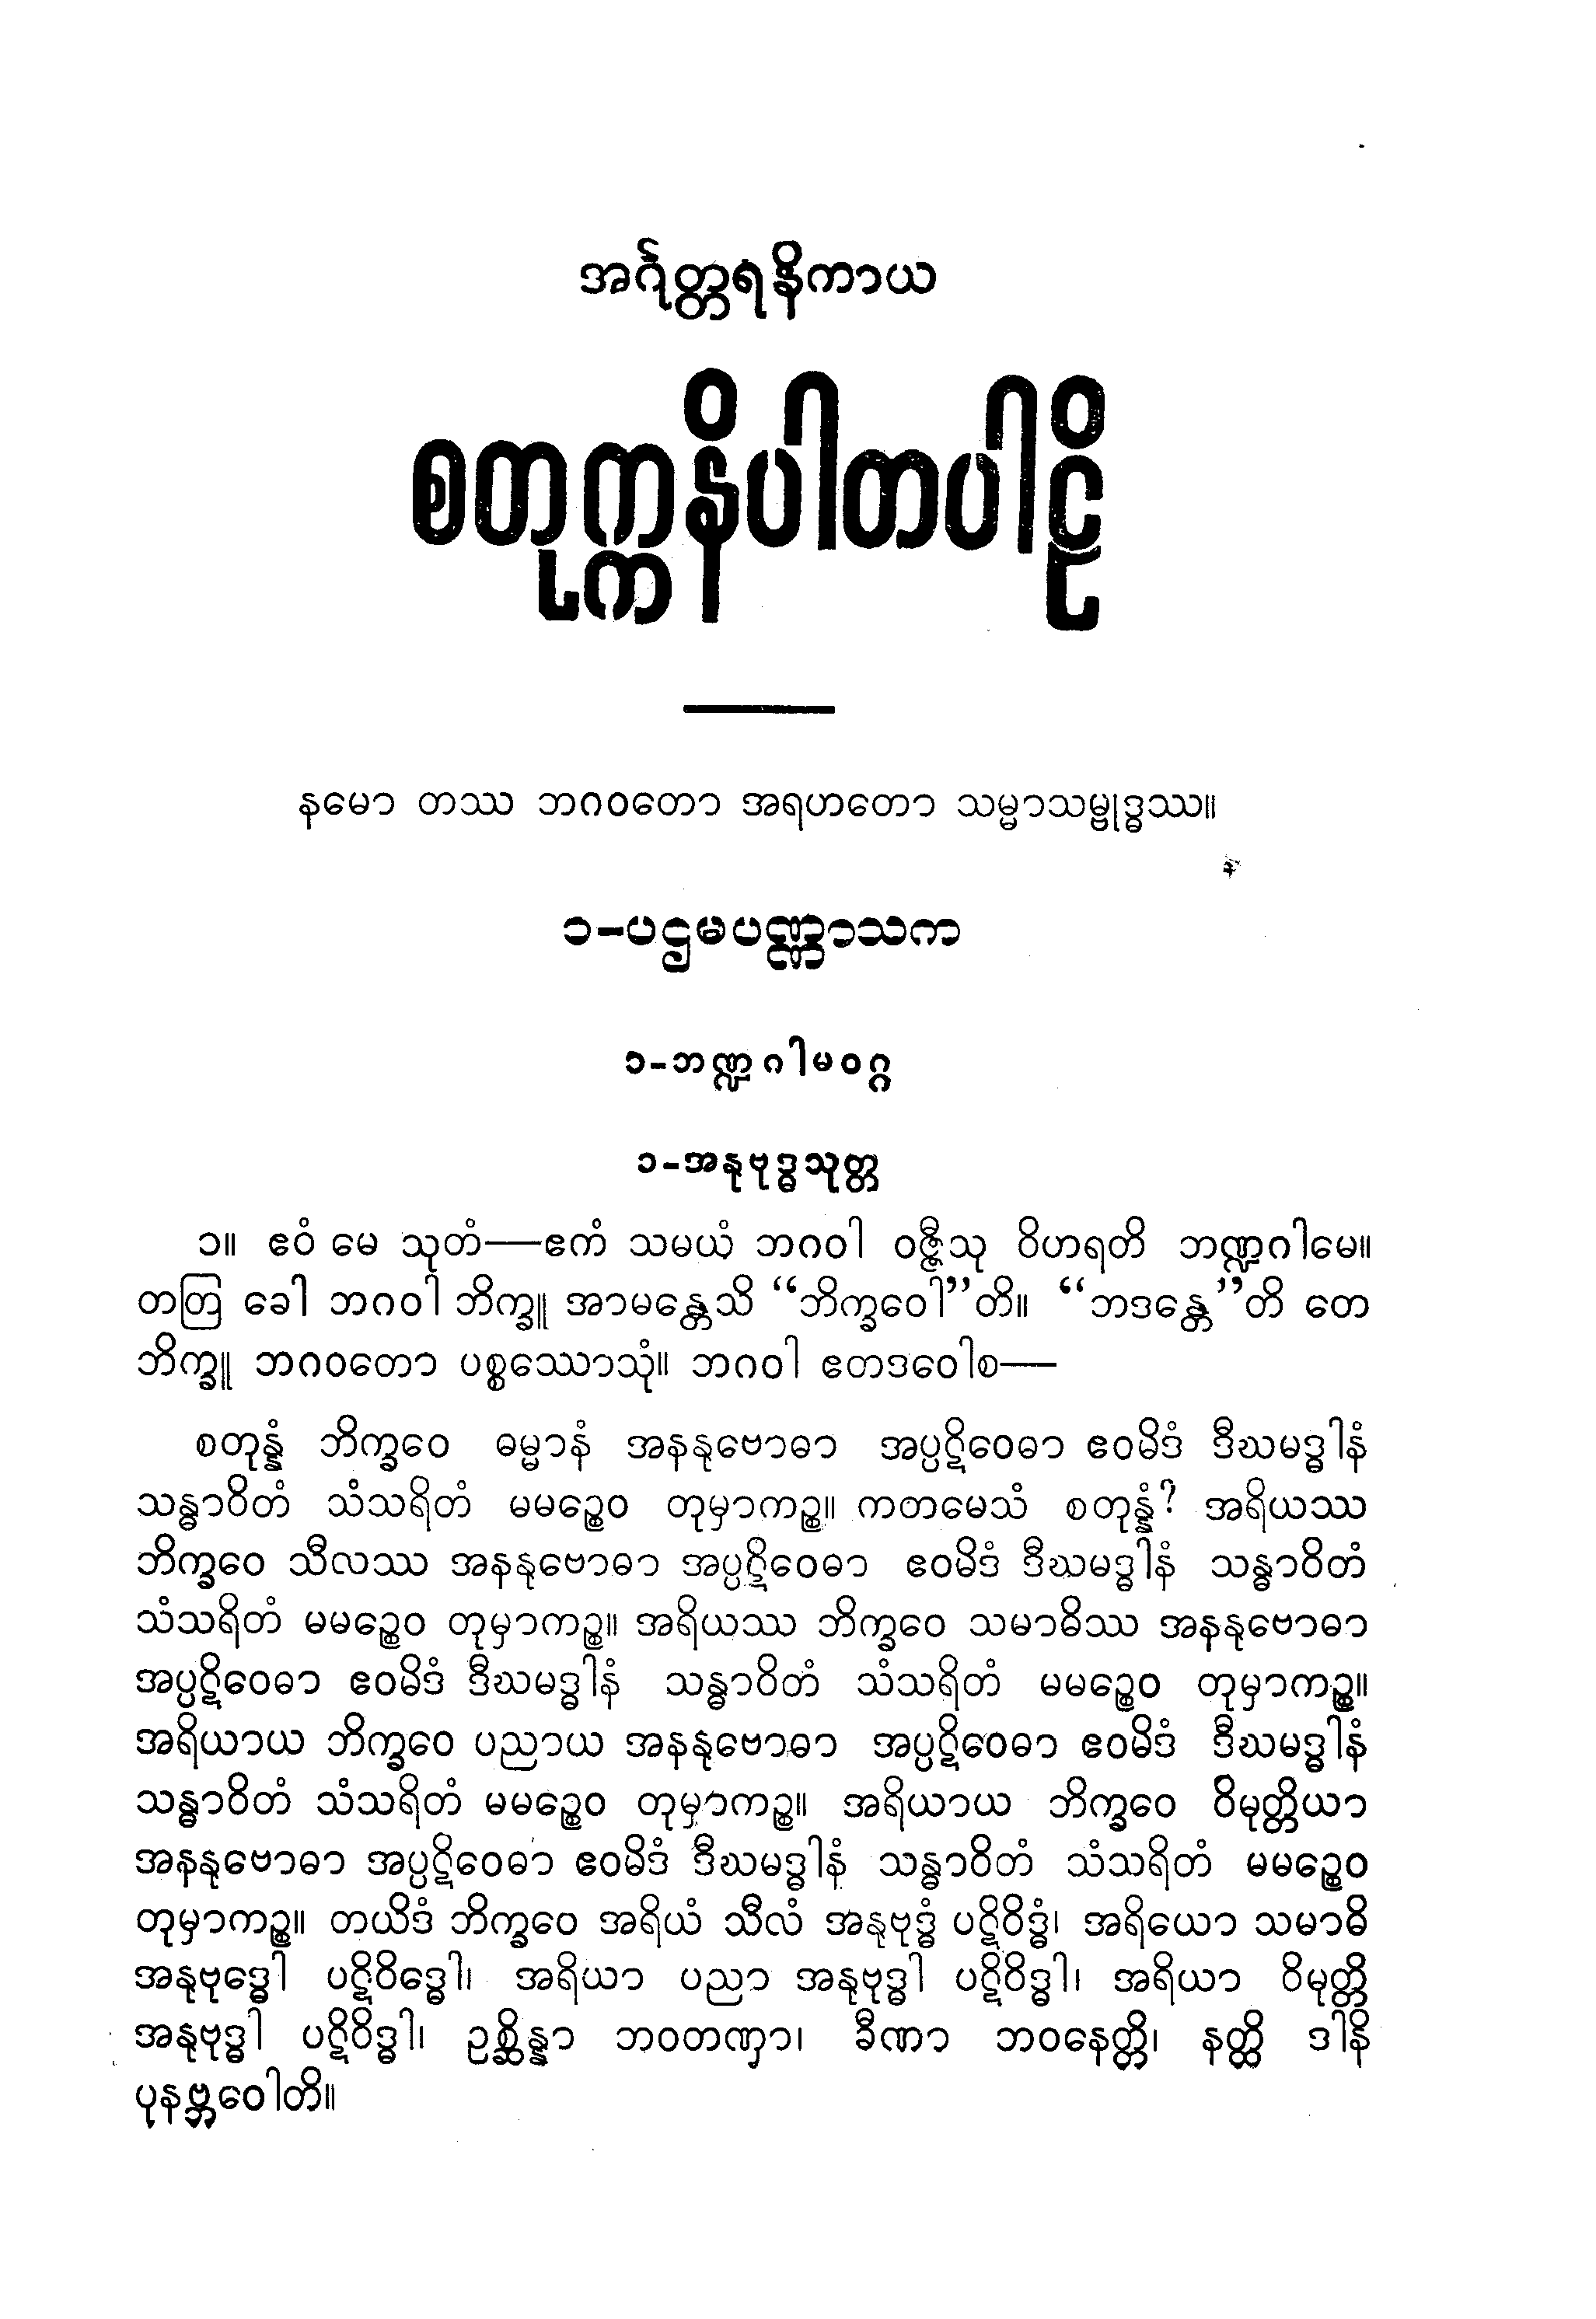 အင်္ဂုတ္တရနိကာယ
စတုက္ကနိပါတပါဠိ
နမော တဿ ဘဂဝတော အရဟတော သမ္မာသမ္ဗုဒ္ဓဿ။
၁-ပဌမပဏ္ဏာသက
၁-ဘဏ္ဍဂါမဝဂ္ဂ
၁-အနုဗုဒ္ဓသုတ္တ
၁။ ဧဝံ မေ သုတံ—ဧကံ သမယံ ဘဂဝါ ဝဇ္ဇီသု ဝိဟရတိ ဘဏ္ဍဂါမေ။
တတြ ခေါ ဘဂဝါ ဘိက္ခူ အာမန္တေသိ “ဘိက္ခဝေါ”တိ။ “ဘဒန္တေ”တိ တေ
ဘိက္ခူ ဘဂဝတော ပစ္စဿောသုံ။ ဘဂဝါ ဧတဒဝေါစ—
စတုန္နံ ဘိက္ခဝေ ဓမ္မာနံ အနနုဗောဓာ အပ္ပဋိဝေဓာ ဧဝမိဒံ ဒီဃမဒ္ဓါနံ
သန္ဓာဝိတံ သံသရိတံ မမဉ္စေဝ တုမှာကဉ္စ။ ကတမေသံ စတုန္နံ? အရိယဿ
ဘိက္ခဝေ သီလဿ အနနုဗောဓာ အပ္ပဋိဝေဓာ ဧဝမိဒံ ဒီဃမဒ္ဓါနံ သန္ဓာဝိတံ
သံသရိတံ မမဉ္စေဝ တုမှာကဉ္စ။ အရိယဿ ဘိက္ခဝေ သမာဓိဿ အနနုဗောဓာ
အပ္ပဋိဝေဓာ ဧဝမိဒံ ဒီဃမဒ္ဓါနံ သန္ဓာဝိတံ သံသရိတံ မမဉ္စေဝ တုမှာကဉ္စ။
အရိယာယ ဘိက္ခဝေ ပညာယ အနနုဗောဓာ အပ္ပဋိဝေဓာ ဧဝမိဒံ ဒီဃမဒ္ဓါနံ
သန္ဓာဝိတံ သံသရိတံ မမဉ္စေဝ တုမှာကဉ္စ။ အရိယာယ ဘိက္ခဝေ ဝိမုတ္တိယာ
အနနုဗောဓာ အပ္ပဋိဝေဓာ ဧဝမိဒံ ဒီဃမဒ္ဓါနံ သန္ဓာဝိတံ သံသရိတံ မမဉ္စေဝ
တုမှာကဉ္စ။ တယိဒံ ဘိက္ခဝေ အရိယံ သီလံ အနုဗုဒ္ဓံ ပဋိဝိဒ္ဓံ၊ အရိယော သမာဓိ
အနုဗုဒ္ဓေါ ပဋိဝိဒ္ဓေါ၊ အရိယာ ပညာ အနုဗုဒ္ဓါ ပဋိဝိဒ္ဓါ၊ အရိယာ ဝိမုတ္တိ
အနုဗုဒ္ဓါ ပဋိဝိဒ္ဓါ၊ ဥစ္ဆိန္နာ ဘဝတဏှာ၊ ခီဏာ ဘဝနေတ္တိ၊ နတ္ထိ ဒါနိ
ပုနဗ္ဘဝေါတိ။